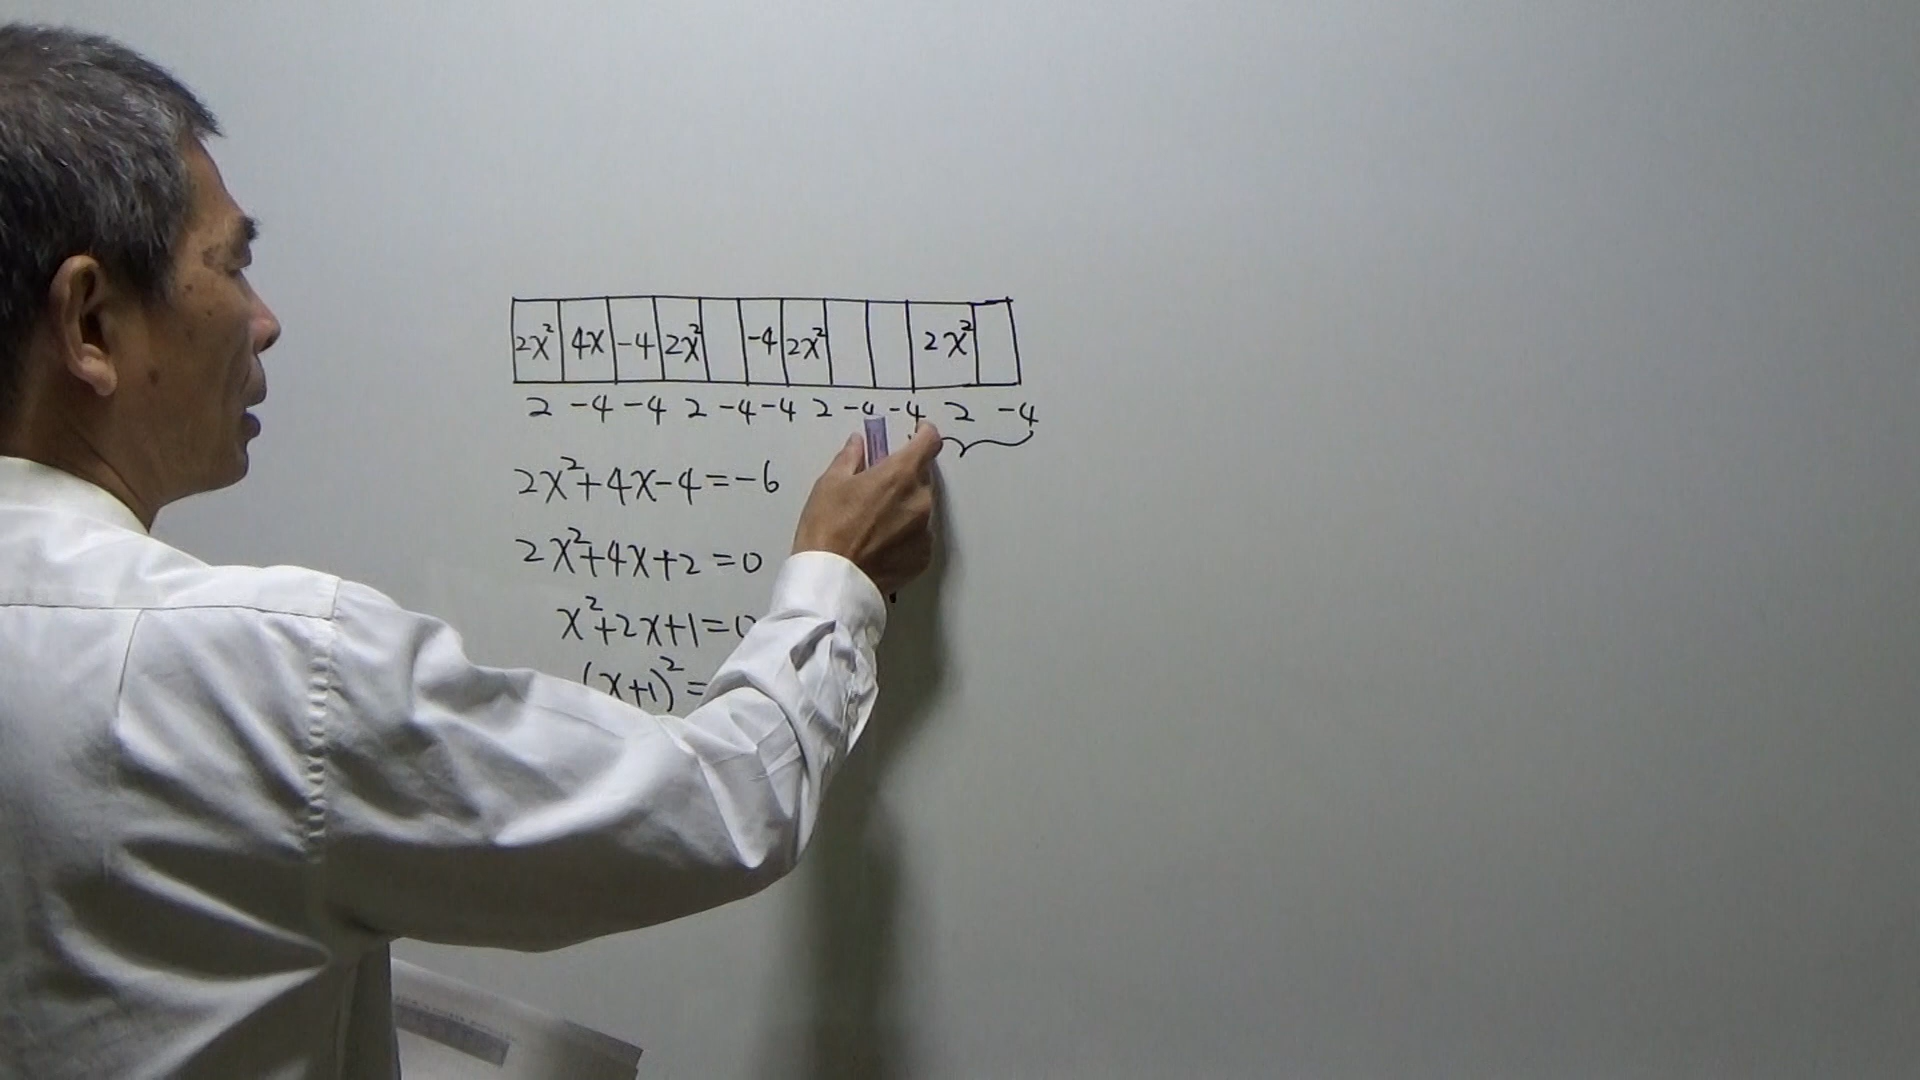 2x² 4x -4 2x² -4 2x² 2x²
2 -4 -4 2 -4 -4 2 -4 -4 2 -4
2x²+4x-4=-6
2x²+4x+2=0
x²+2x+1=0
(x+1)²=